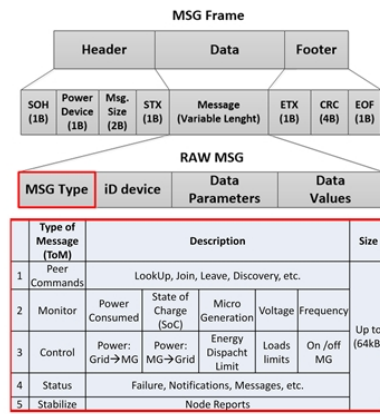 MSG Frame
Header Data Footer
SOH (1B) Power Device (1B) Msg. Size (2B) STX (1B) Message (Variable Lenght) ETX (1B) CRC (4B) EOF (1B)
RAW MSG
MSG Type iD device Data Parameters Data Values
Type of Message (ToM) Description Size
1 Peer Commands LookUp, Join, Leave, Discovery, etc. Up to (64kB
2 Monitor Power Consumed State of Charge (SoC) Micro Generation Voltage Frequency
3 Control Power: Grid→MG Power: MG→Grid Energy Dispacht Limit Loads limits On /off MG
4 Status Failure, Notifications, Messages, etc.
5 Stabilize Node Reports